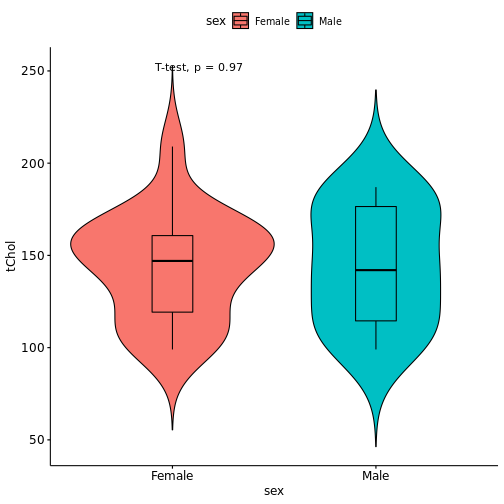 sex Female Male
T-test, p = 0.97
250
200
150
100
50
tChol
Female Male
sex